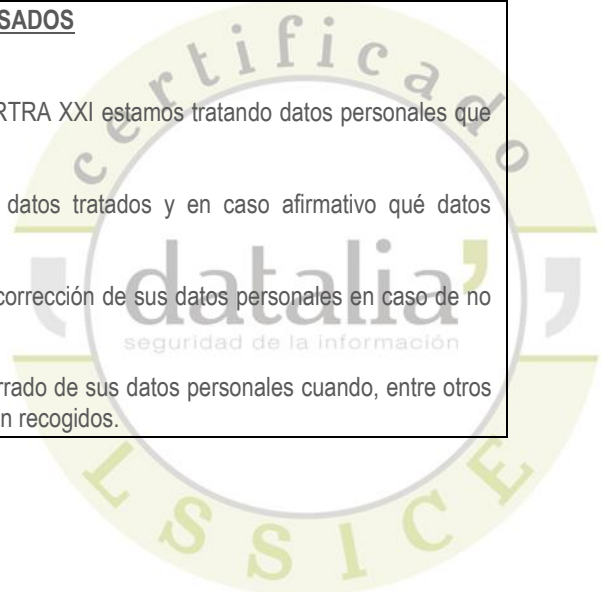 SADOS
RTRA XXI estamos tratando datos personales que
datos tratados y en caso afirmativo qué datos
corrección de sus datos personales en caso de no
rrado de sus datos personales cuando, entre otros
n recogidos.
certificado
datalia
seguridad de la información
LSSICE